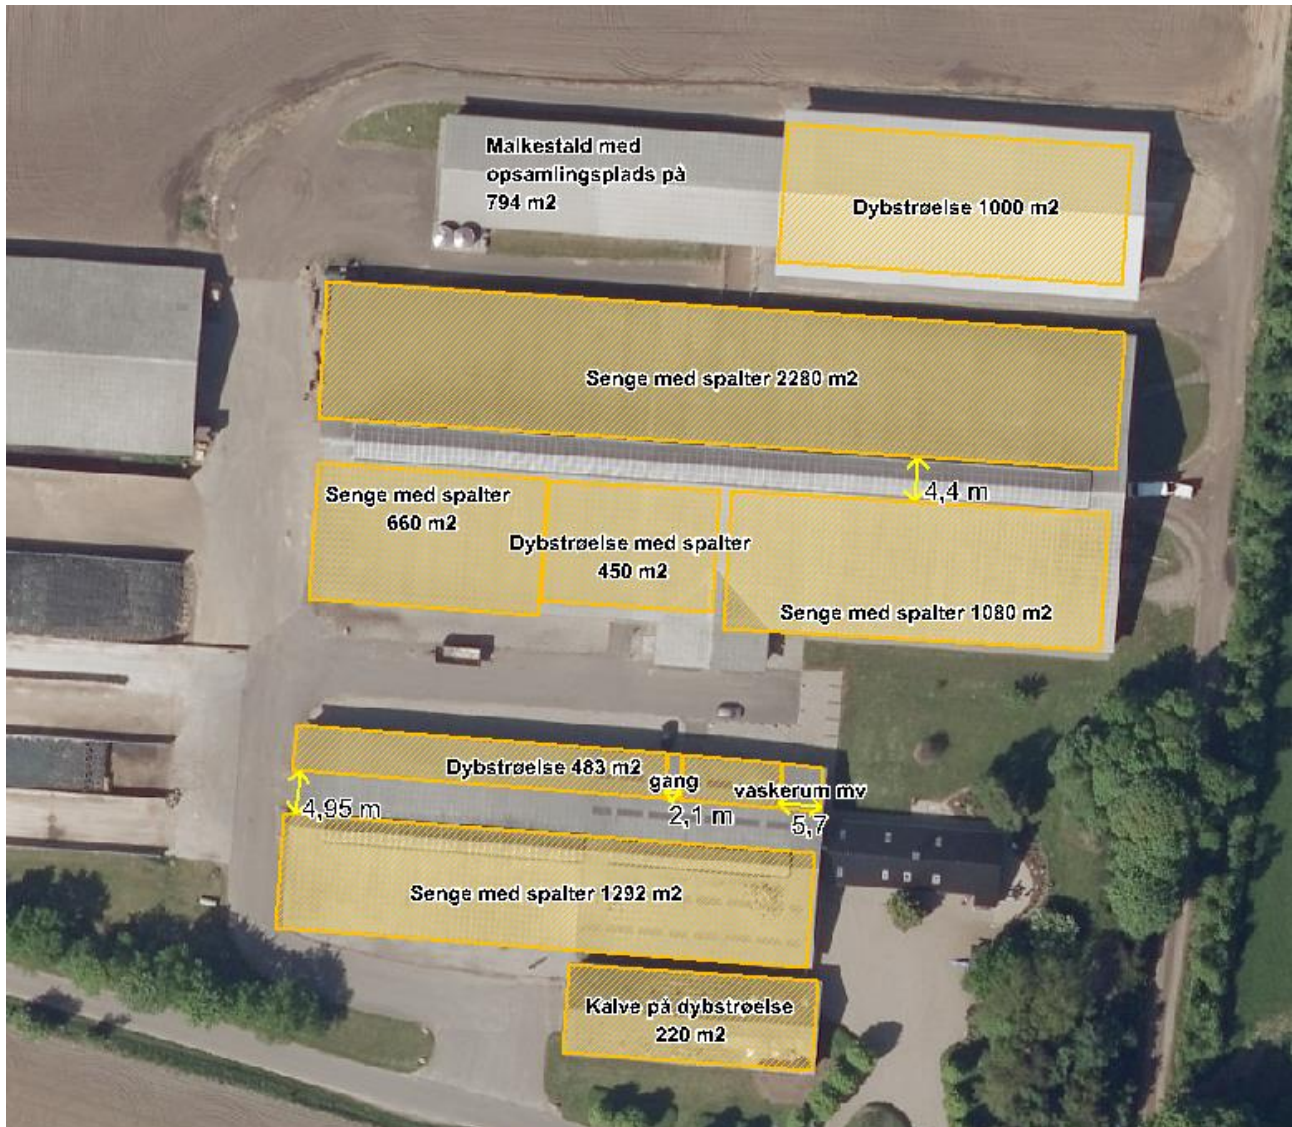 Malkestald med
opsamlingsplads på
794 m2
Dybstrøelse 1000 m2
Senge med spalter 2280 m2
4,4 m
Senge med spalter
660 m2
Dybstrøelse med spalter
450 m2
Senge med spalter 1080 m2
Dybstrøelse 483 m2
gang
vaskerum mv
4,95 m
2,1 m
5,7
Senge med spalter 1292 m2
Kalve på dybstrøelse
220 m2